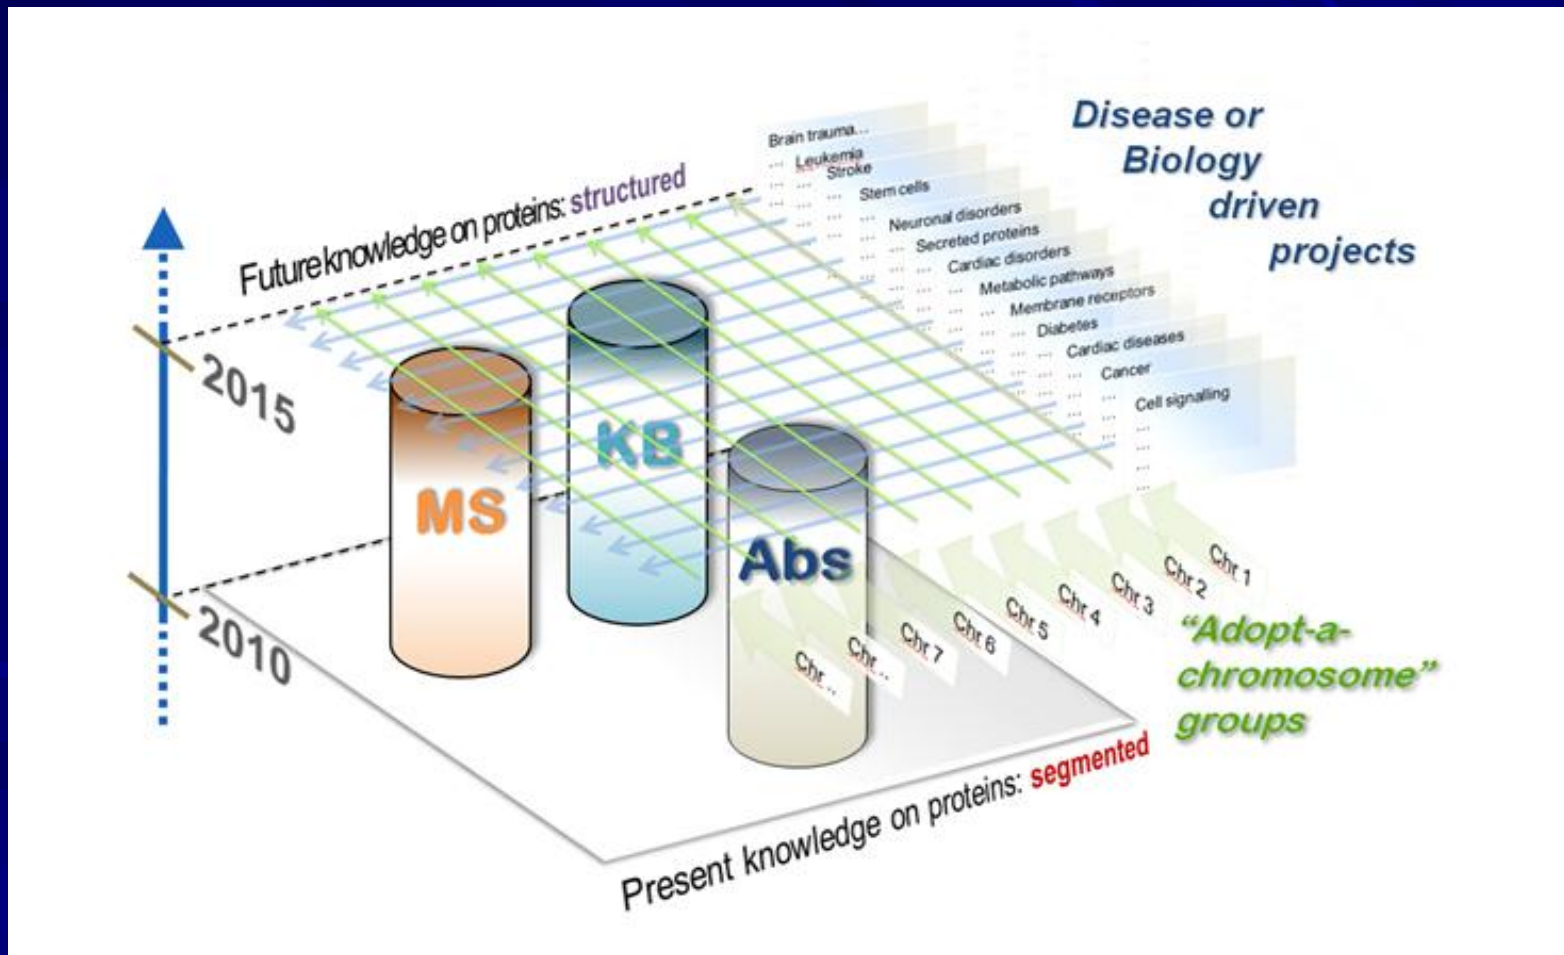 Disease or
Biology
driven
projects
Brain trauma...
... Leukemia
... ... Stroke
... ... ... Stem cells
... Neuronal disorders
... Secreted proteins
... ... Cardiac disorders
... ... ... Metabolic pathways
... ... Membrane receptors
... ... Diabetes
... ... Cardiac diseases
... ... Cancer
... Cell signalling
...
...
...
...
Future knowledge on proteins: structured
2015
KB
MS
Abs
2010
Chr 1
Chr 2
Chr 3
Chr 4
Chr 5
Chr 6
Chr 7
Chr..
Chr..
“Adopt-a-
chromosome”
groups
Present knowledge on proteins: segmented